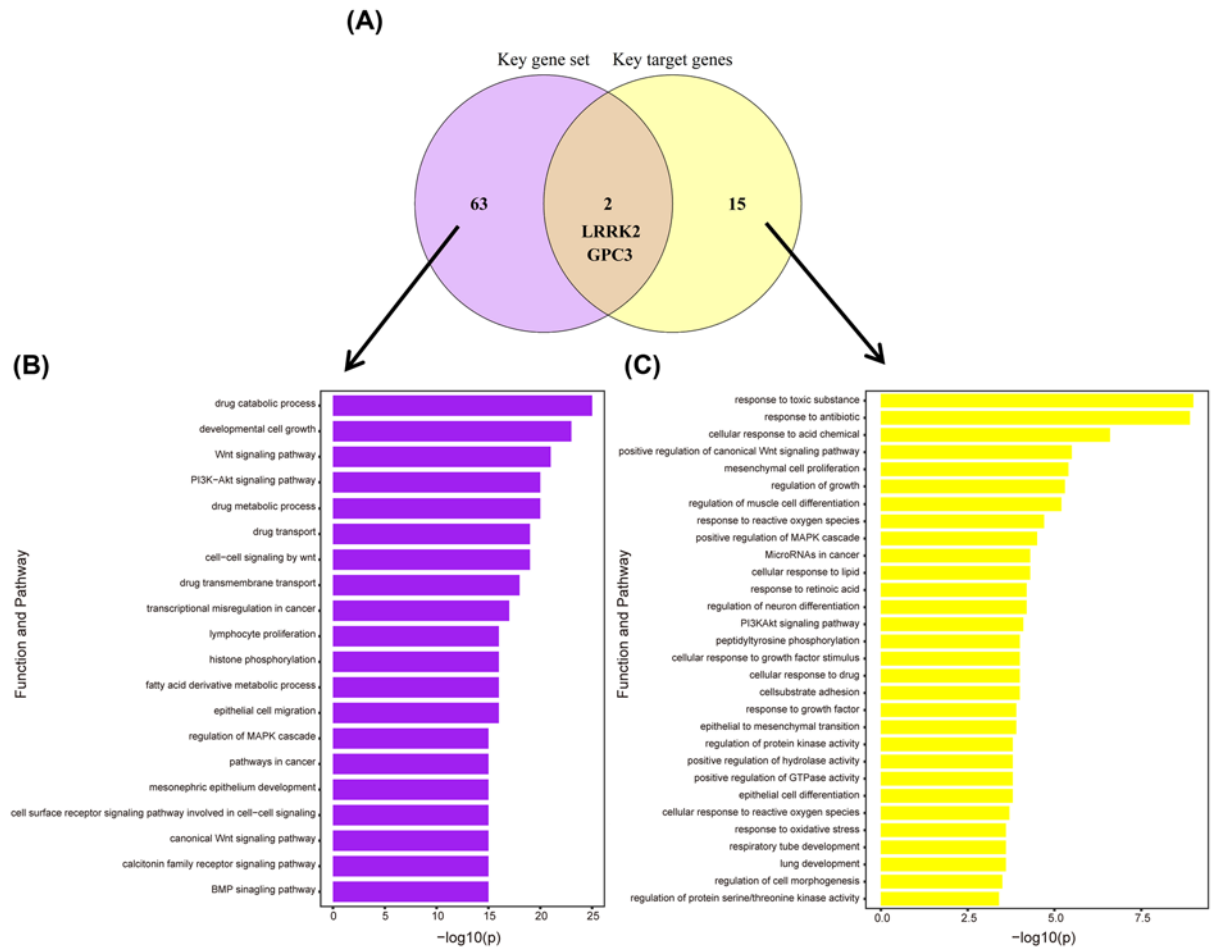 (A)
Key gene set
Key target genes
63
2
15
LRRK2
GPC3
(B)
drug catabolic process
developmental cell growth
Wnt signaling pathway
PI3K−Akt signaling pathway
drug metabolic process
drug transport
cell−cell signaling by wnt
drug transmembrane transport
transcriptional misregulation in cancer
lymphocyte proliferation
histone phosphorylation
fatty acid derivative metabolic process
epithelial cell migration
regulation of MAPK cascade
pathways in cancer
mesonephric epithelium development
cell surface receptor signaling pathway involved in cell−cell signaling
canonical Wnt signaling pathway
calcitonin family receptor signaling pathway
BMP sinagling pathway
Function and Pathway
0 5 10 15 20 25
−log10(p)
(C)
response to toxic substance
response to antibiotic
cellular response to acid chemical
positive regulation of canonical Wnt signaling pathway
mesenchymal cell proliferation
regulation of growth
regulation of muscle cell differentiation
response to reactive oxygen species
positive regulation of MAPK cascade
MicroRNAs in cancer
cellular response to lipid
response to retinoic acid
regulation of neuron differentiation
PI3KAkt signaling pathway
peptidyltyrosine phosphorylation
cellular response to growth factor stimulus
cellular response to drug
cellsubstrate adhesion
response to growth factor
epithelial to mesenchymal transition
regulation of protein kinase activity
positive regulation of hydrolase activity
positive regulation of GTPase activity
epithelial cell differentiation
cellular response to reactive oxygen species
response to oxidative stress
respiratory tube development
lung development
regulation of cell morphogenesis
regulation of protein serine/threonine kinase activity
Function and Pathway
0.0 2.5 5.0 7.5
−log10(p)